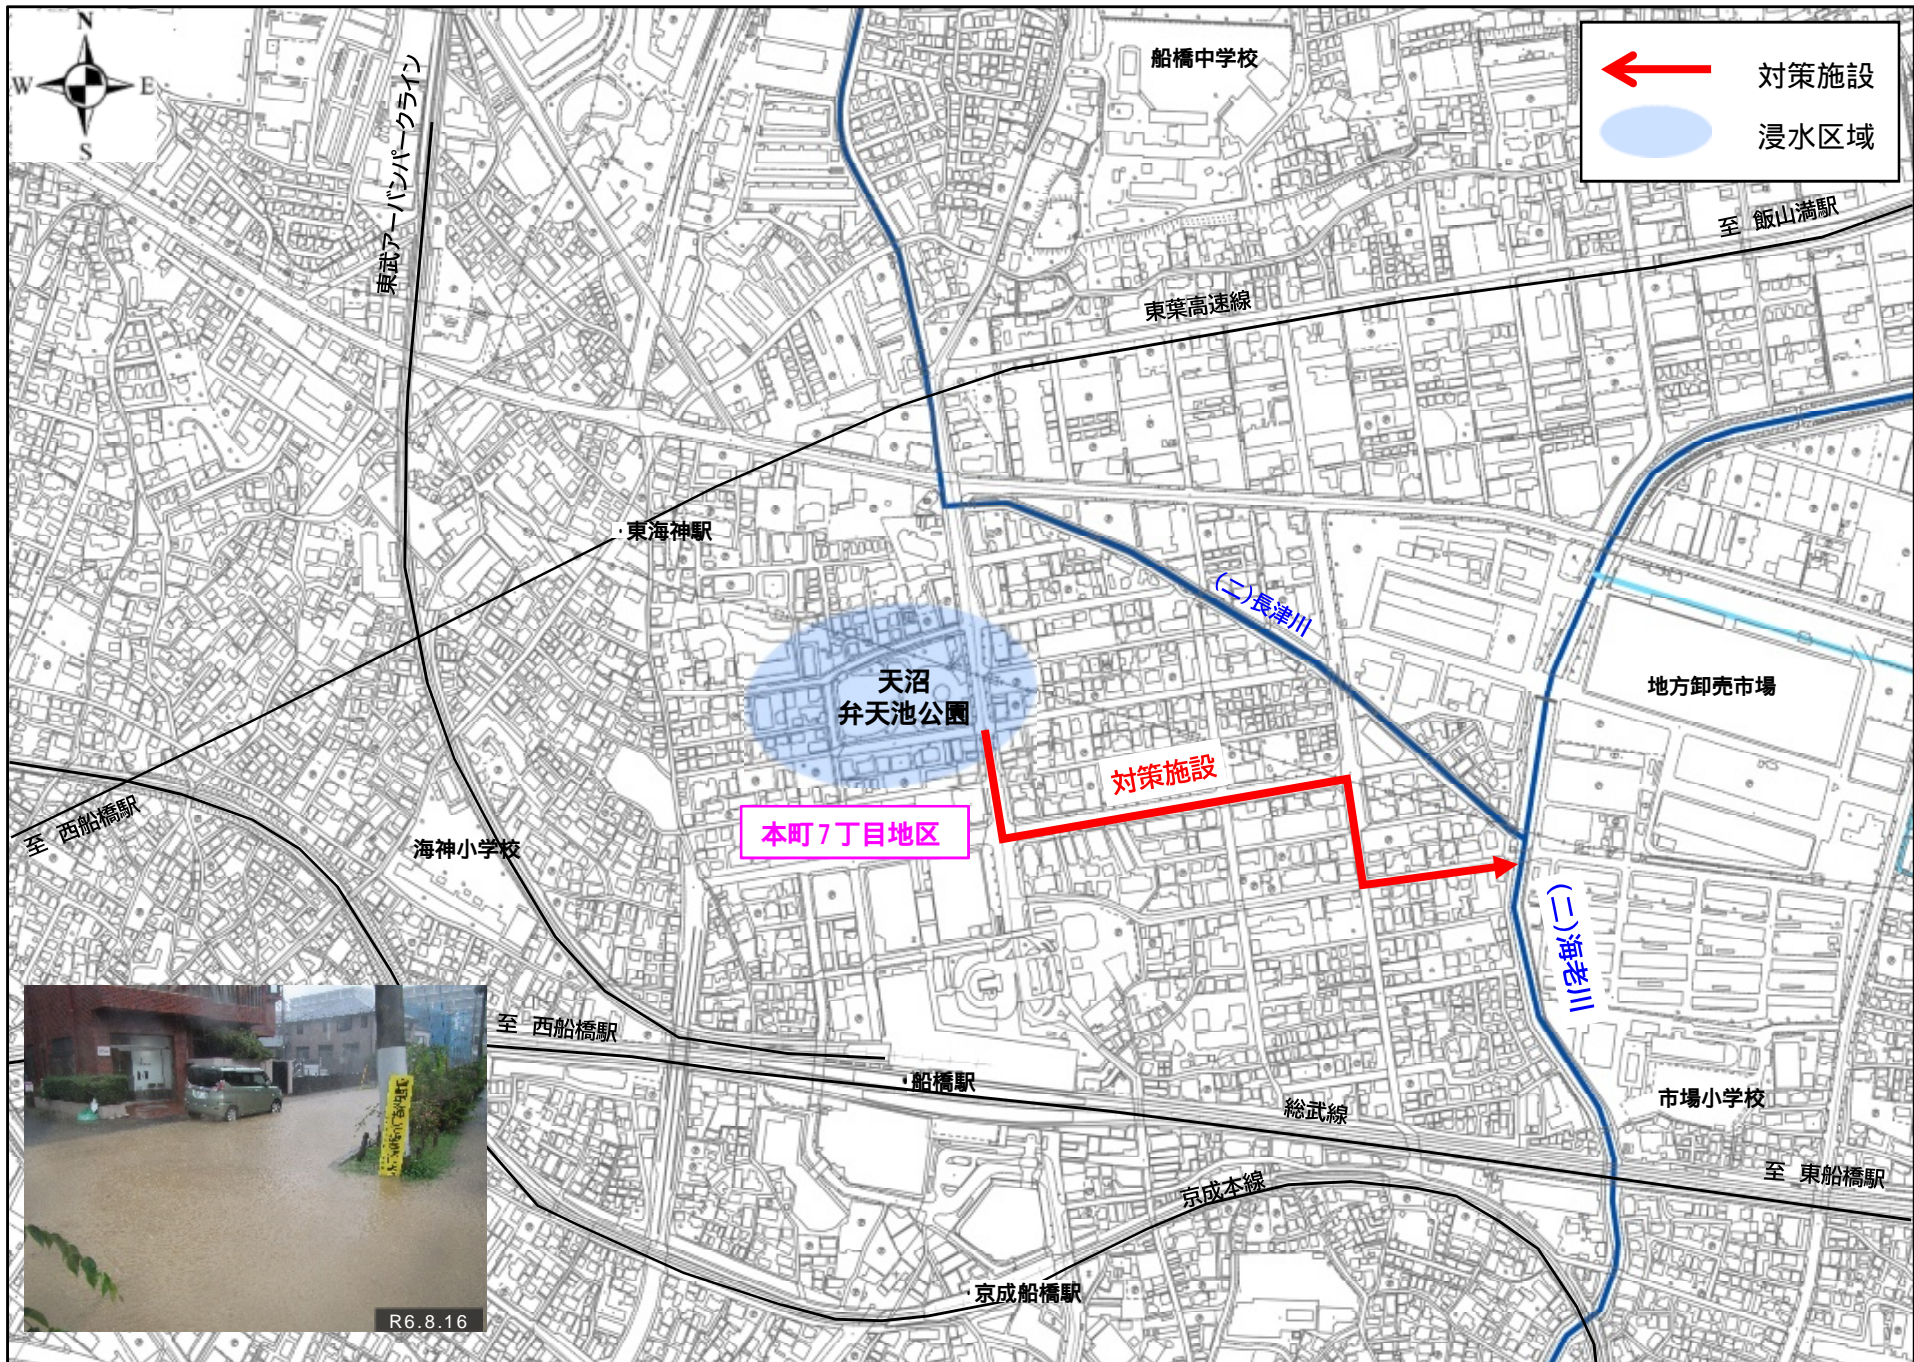 N
W
E
S
対策施設
浸水区域
船橋中学校
東武アーバンパークライン
至 飯山満駅
東葉高速線
東海神駅
(二)長津川
天沼
弁天池公園
地方卸売市場
対策施設
本町7丁目地区
至 西船橋駅
海神小学校
(二)海老川
至 西船橋駅
船橋駅
総武線
市場小学校
至 東船橋駅
京成本線
京成船橋駅
R6.8.16